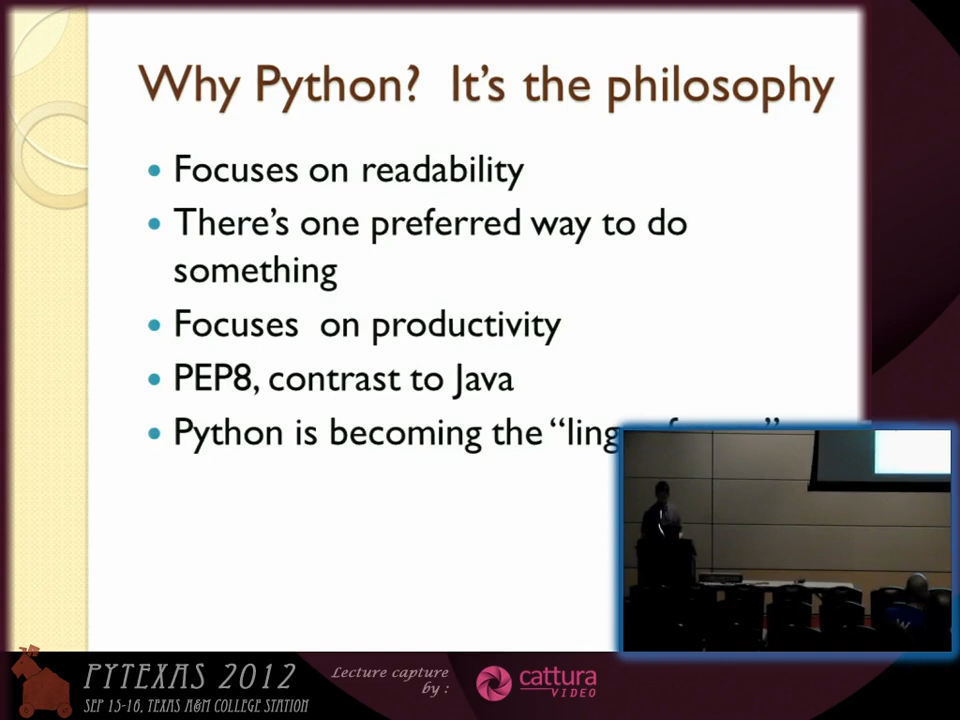 Why Python? It's the philosophy
• Focuses on readability
• There's one preferred way to do
something
• Focuses on productivity
• PEP8, contrast to Java
• Python is becoming the
PYTEXAS 2012
SEP 15-16, TEXAS A&M COLLEGE STATION
Lecture capture
by :
cattura
VIDEO
W